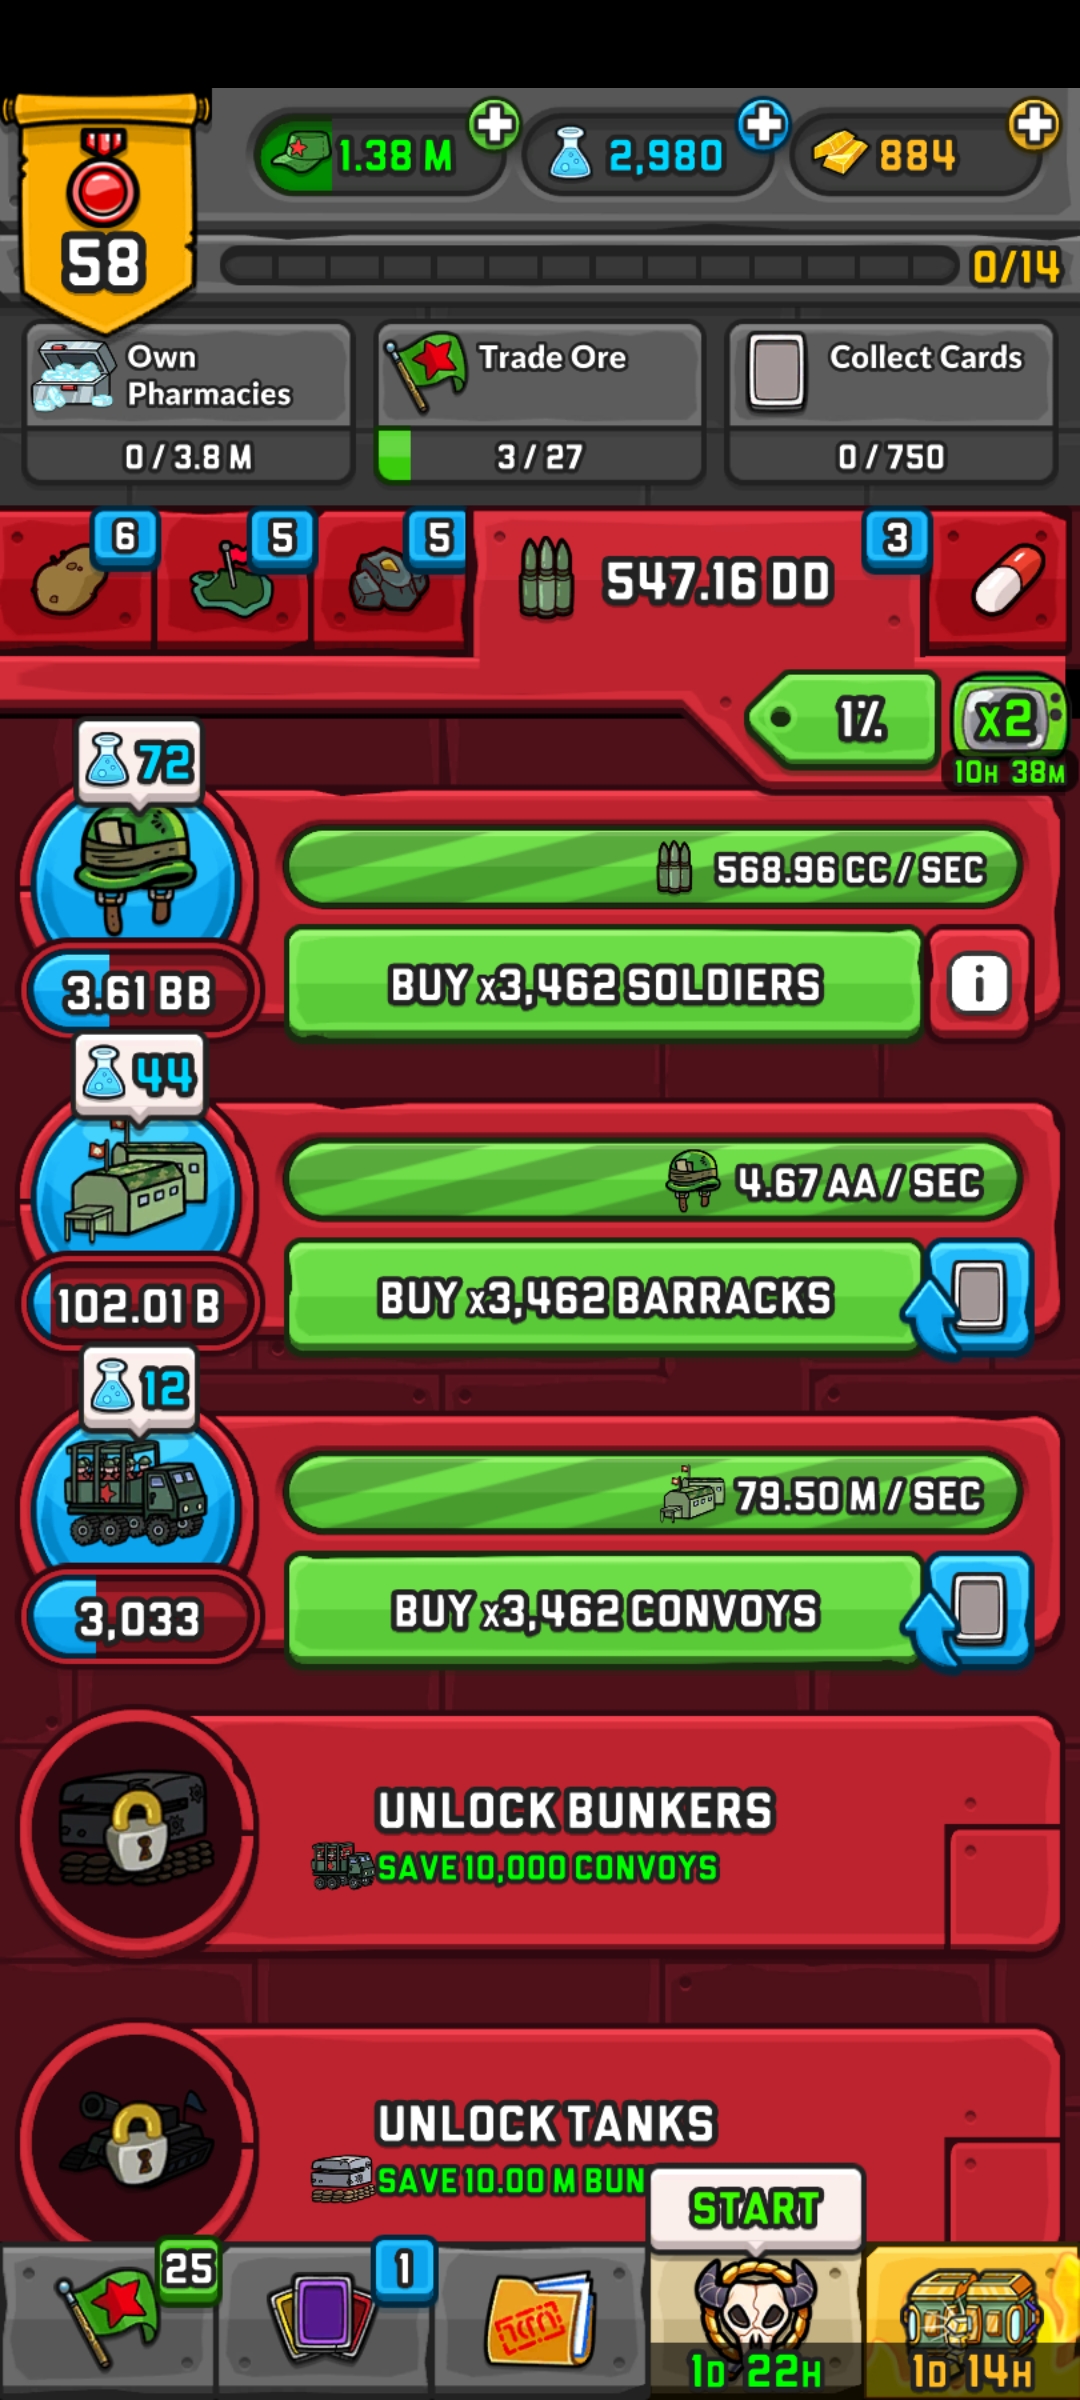 58
1.38 M
2,980
884
0/14
Own
Pharmacies
0 / 3.8 M
Trade Ore
3 / 27
Collect Cards
0 / 750
6
5
5
547.16 DD
3
1%
x2
10H 38M
72
568.96 CC / SEC
3.61 BB
BUY x3,462 SOLDIERS
i
44
4.67 AA / SEC
102.01 B
BUY x3,462 BARRACKS
12
79.50 M / SEC
3,033
BUY x3,462 CONVOYS
UNLOCK BUNKERS
SAVE 10,000 CONVOYS
UNLOCK TANKS
SAVE 10.00 M BUN
START
25
1
1D 22H
1D 14H